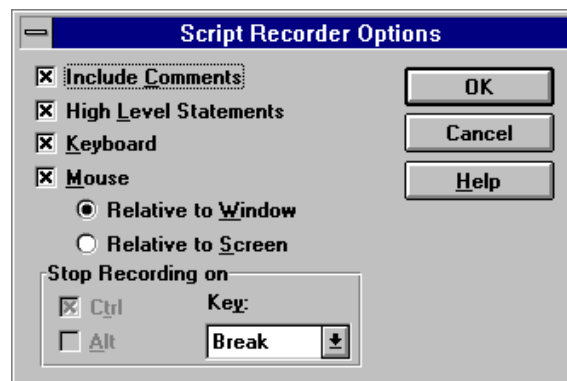 Script Recorder Options
Include Comments
High Level Statements
Keyboard
Mouse
Relative to Window
Relative to Screen
Stop Recording on
Ctrl
Alt
Key:
Break
OK
Cancel
Help